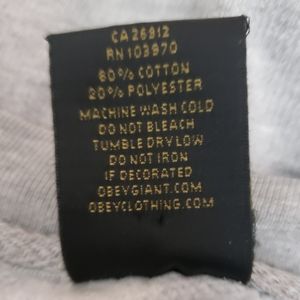 CA 26912
RN 103970
80% COTTON
20% POLYESTER
MACHINE WASH COLD
DO NOT BLEACH
TUMBLE DRY LOW
DO NOT IRON
IF DECORATED
OBEYGIANT.COM
OBEYCLOTHING.COM